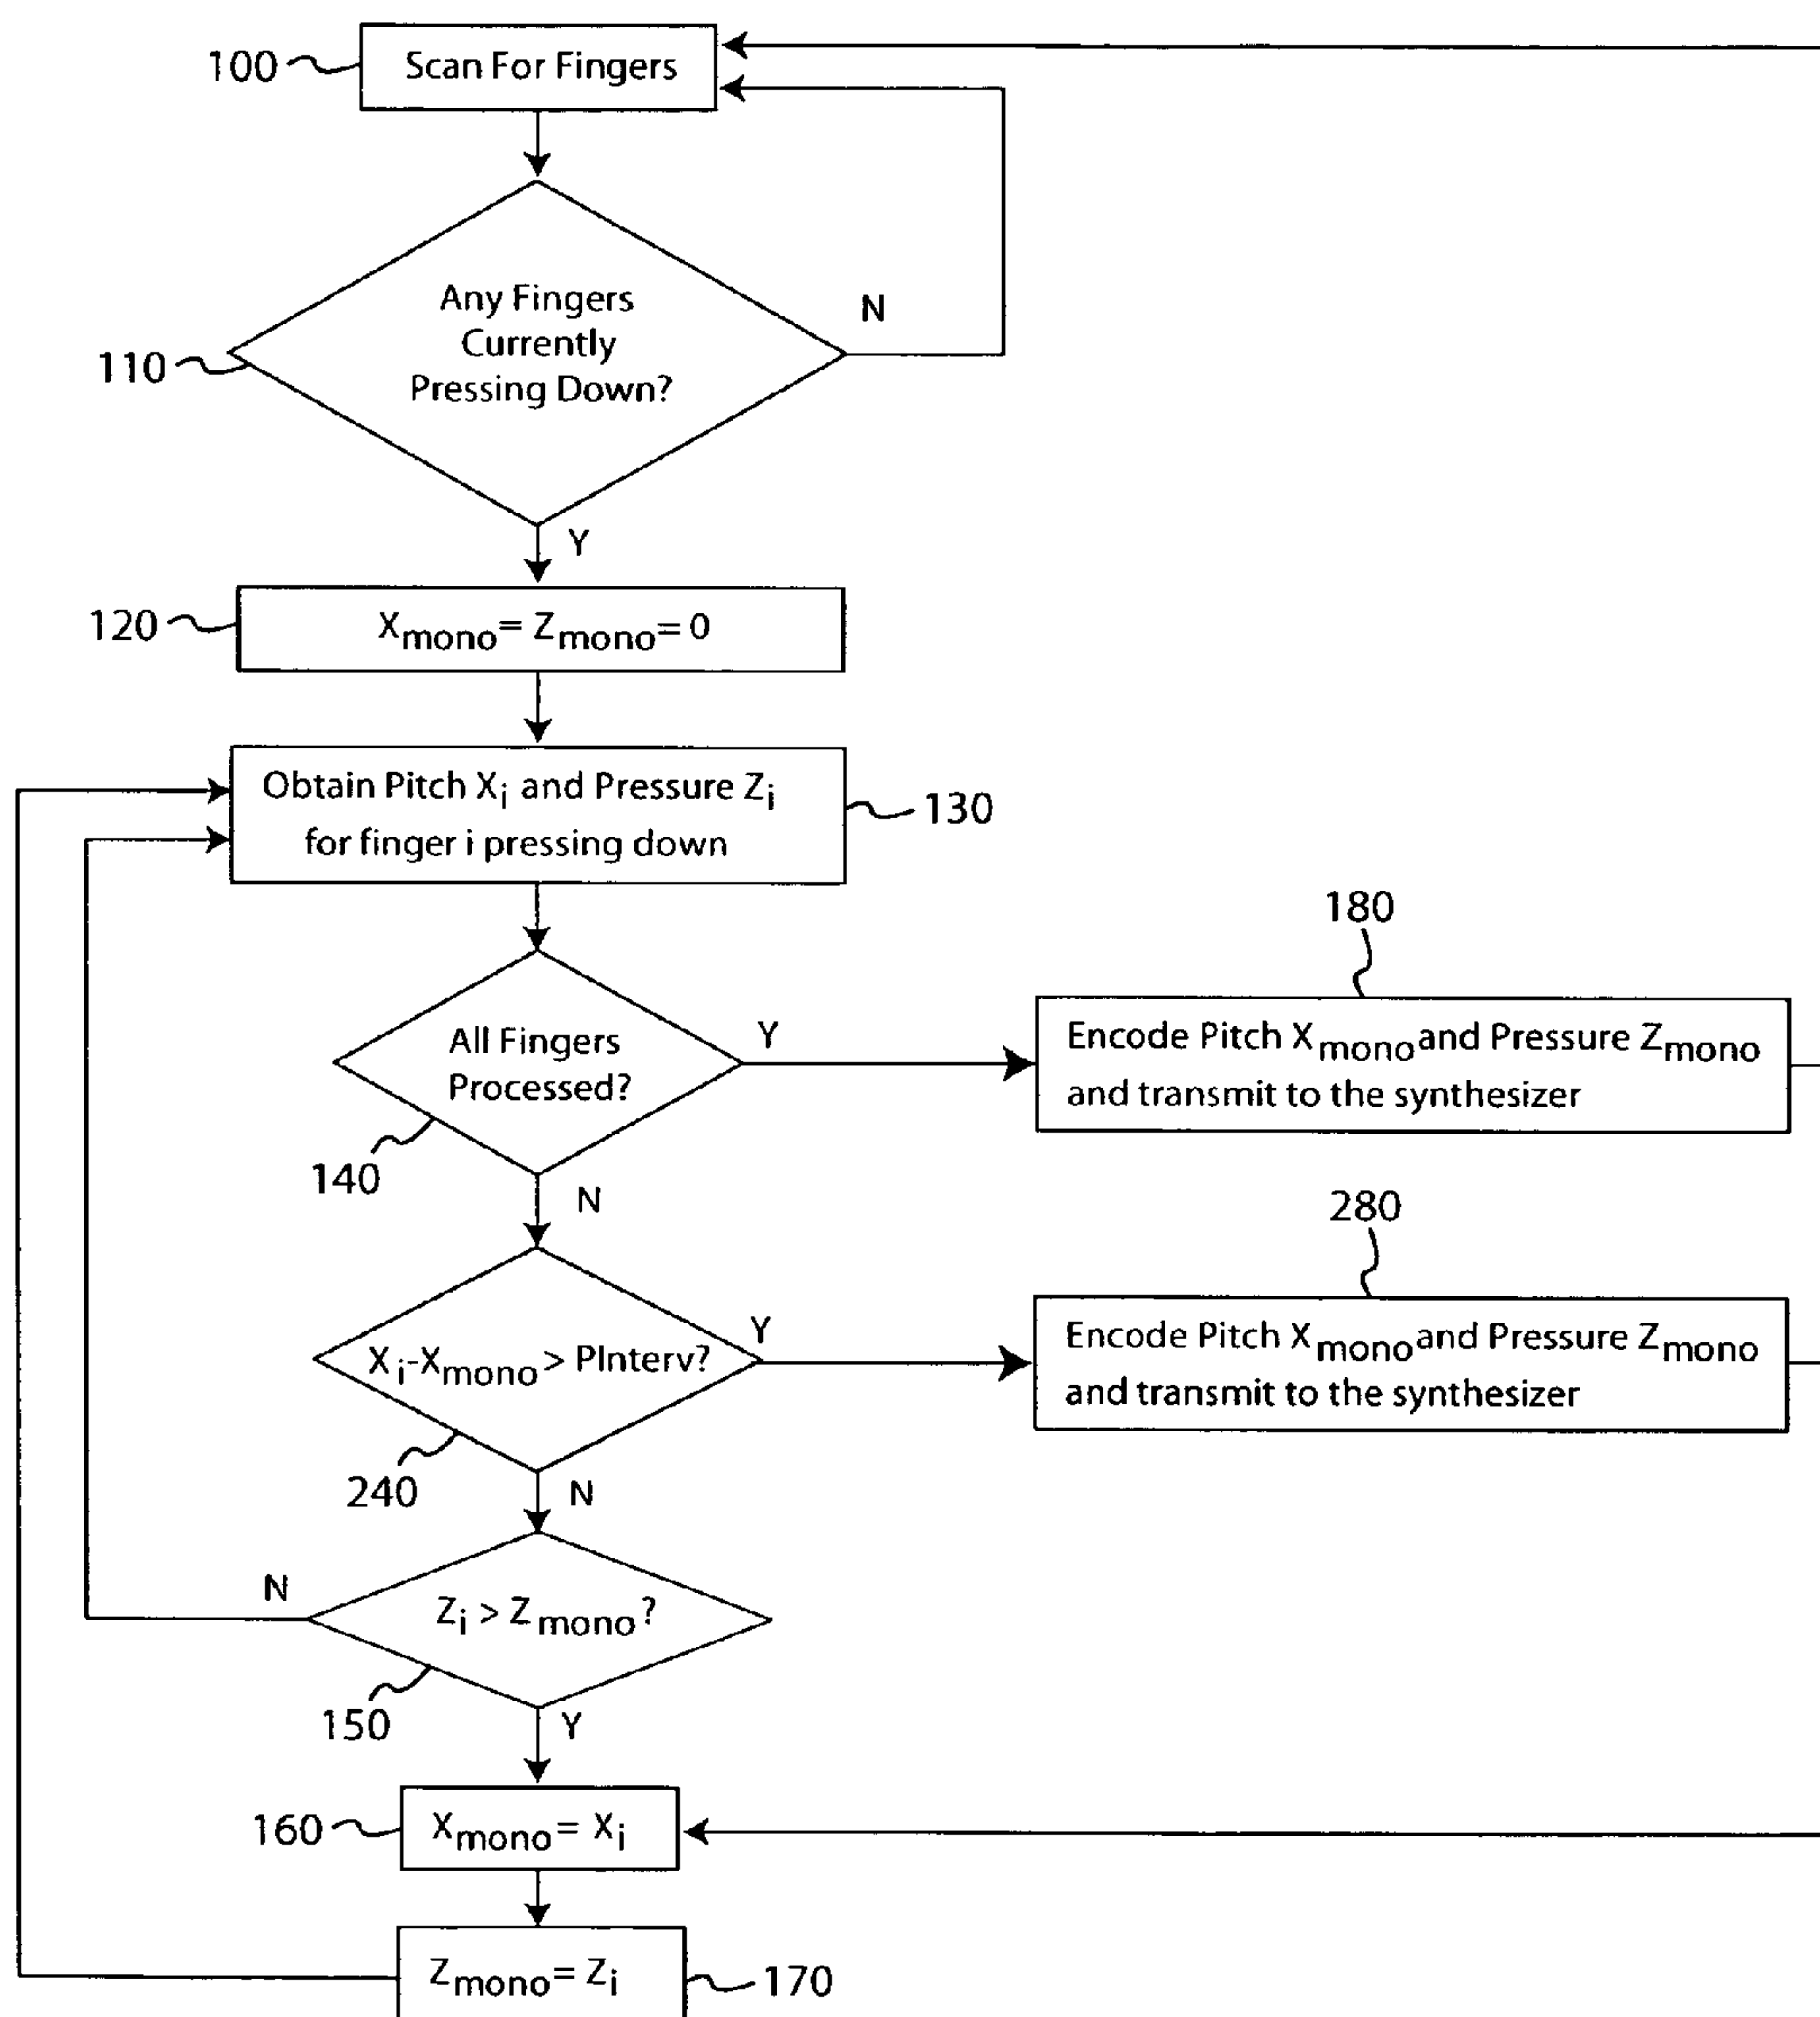 100
Scan For Fingers
Any Fingers
Currently
Pressing Down?
N
110
Y
120
Xmono= Zmono= 0
Obtain Pitch Xi and Pressure Zi
for finger i pressing down
130
180
All Fingers
Processed?
Y
Encode Pitch Xmono and Pressure Zmono
and transmit to the synthesizer
140
N
280
Xi-Xmono> PInterv?
Y
Encode Pitch Xmono and Pressure Zmono
and transmit to the synthesizer
240
N
N
Zi > Zmono?
150
Y
160
Xmono= Xi
Zmono= Zi
170